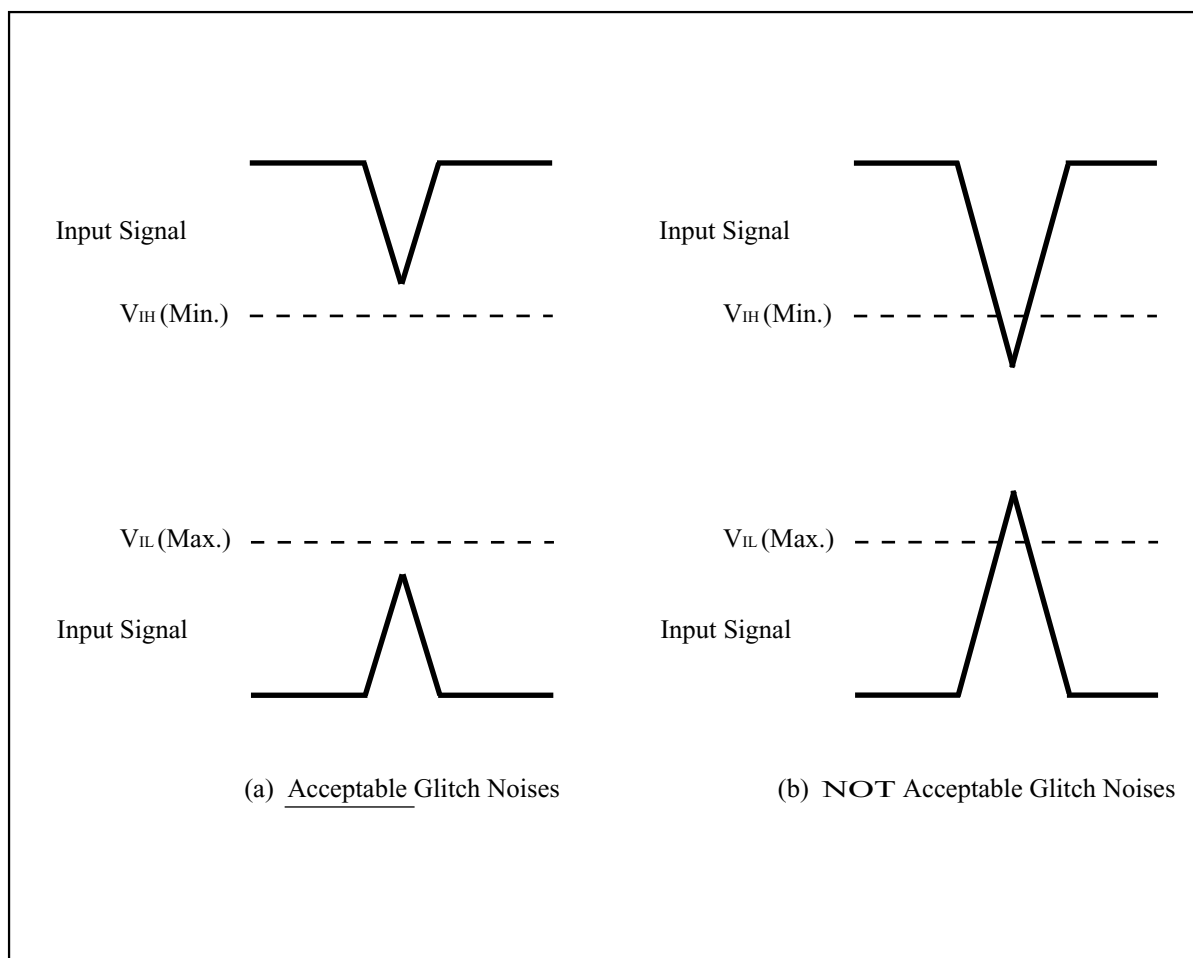 Input Signal
VIH (Min.)
VIL (Max.)
Input Signal
(a) Acceptable Glitch Noises
Input Signal
VIH (Min.)
VIL (Max.)
Input Signal
(b) NOT Acceptable Glitch Noises